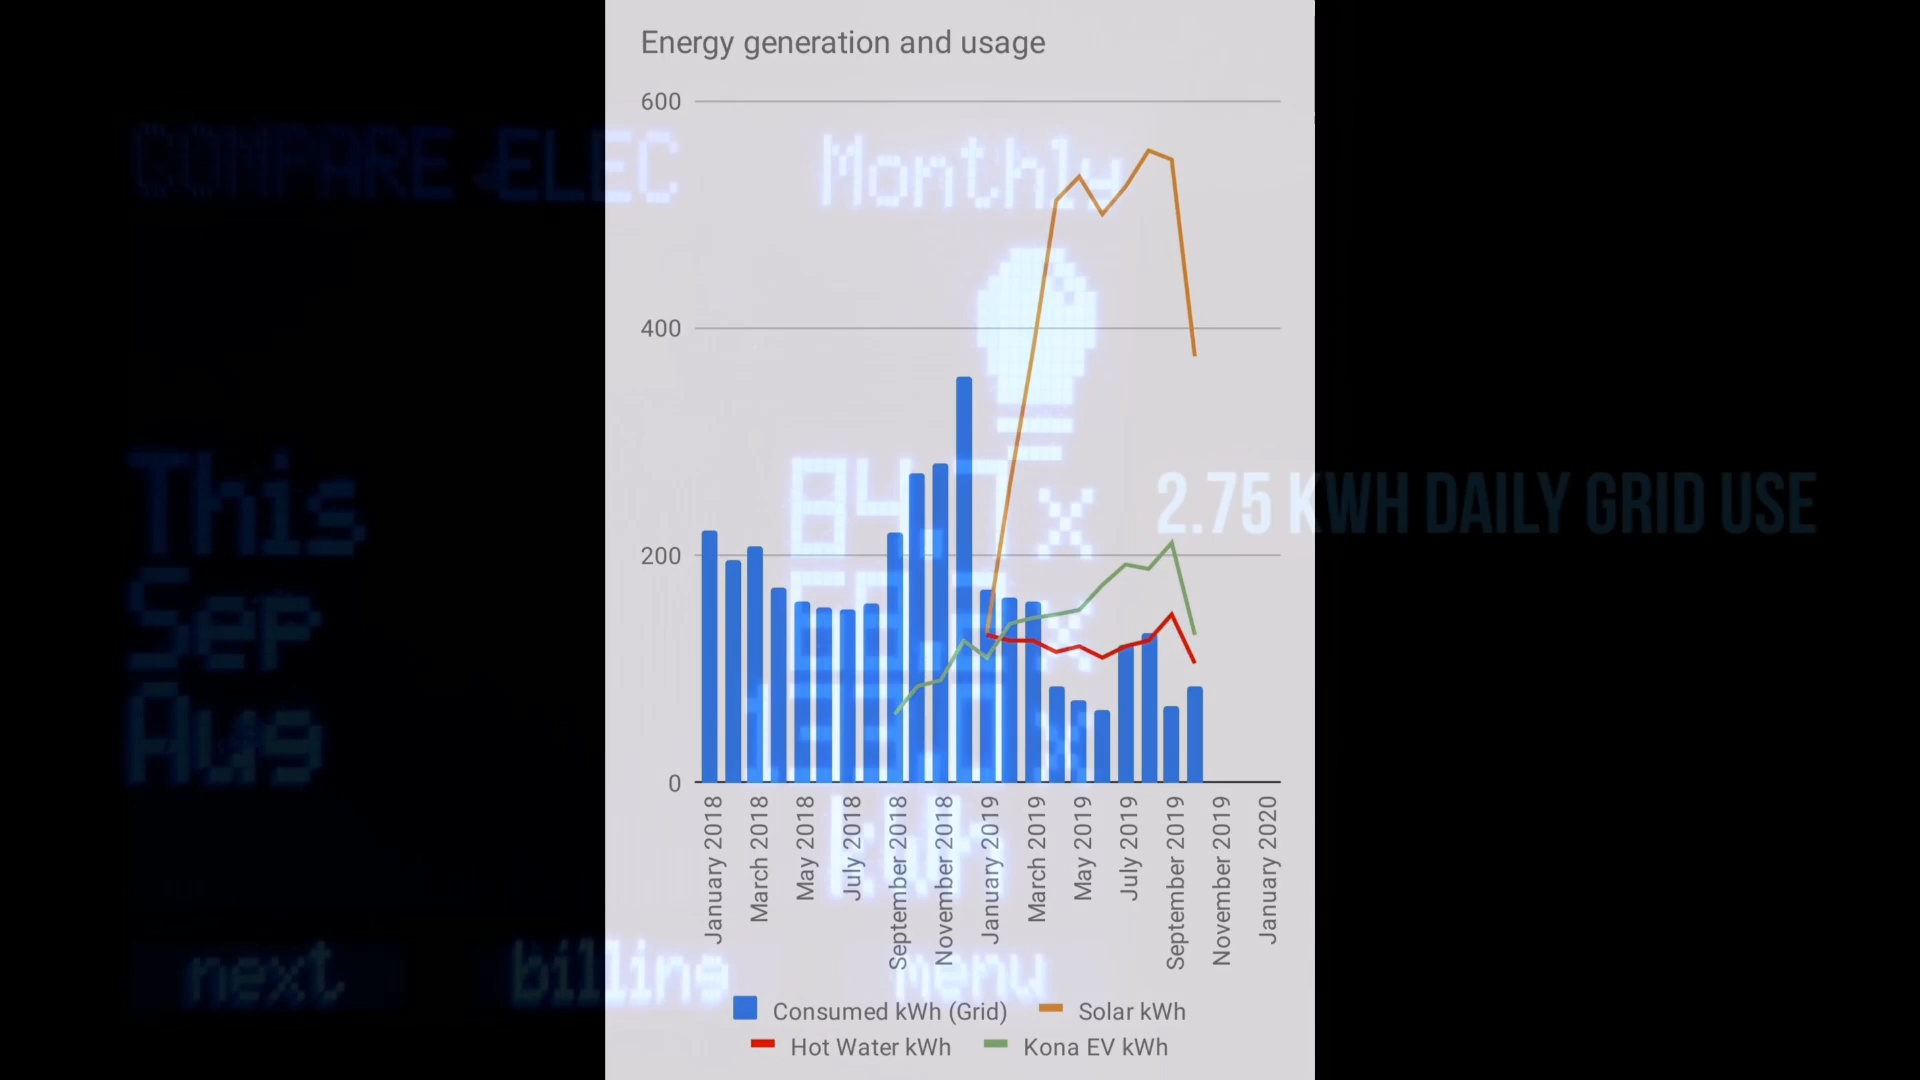 Energy generation and usage
600
COMPARE ELEC Monthly
400
This 84.7 x
2.75 KWH DAILY GRID USE
200
Sep
Aug
0
kWh
January 2018
March 2018
May 2018
July 2018
September 2018
November 2018
January 2019
March 2019
May 2019
July 2019
September 2019
November 2019
January 2020
next billing menu
Consumed kWh (Grid) Solar kWh
Hot Water kWh Kona EV kWh